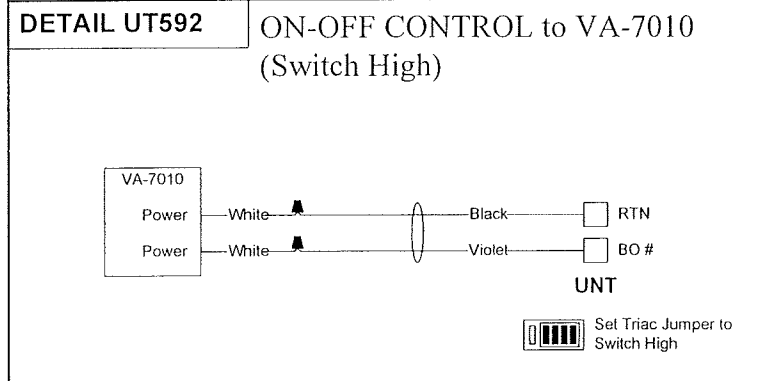 DETAIL UT592
ON-OFF CONTROL to VA-7010
(Switch High)
VA-7010
Power White Black RTN
Power White Violet BO #
UNT
Set Triac Jumper to
Switch High